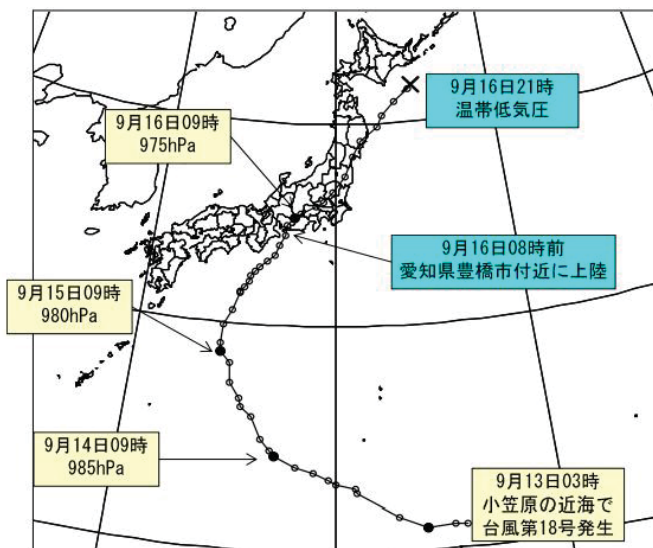 9月16日21時
温帯低気圧
9月16日09時
975hPa
9月16日08時前
愛知県豊橋市付近に上陸
9月15日09時
980hPa
9月14日09時
985hPa
9月13日03時
小笠原の近海で
台風第18号発生